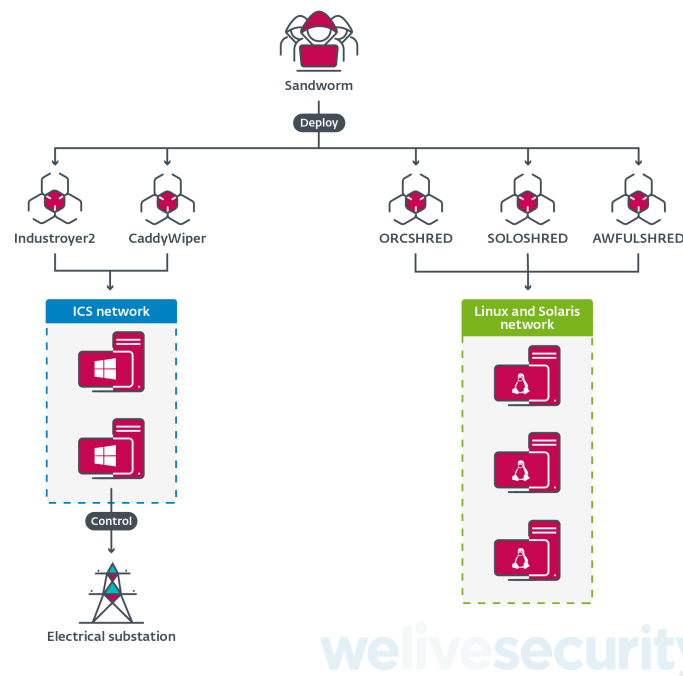 Sandworm
Deploy
Industroyer2
CaddyWiper
ORCSHRED
SOLOSHRED
AWFULSHRED
ICS network
Linux and Solaris
network
Control
Electrical substation
welivesecurity